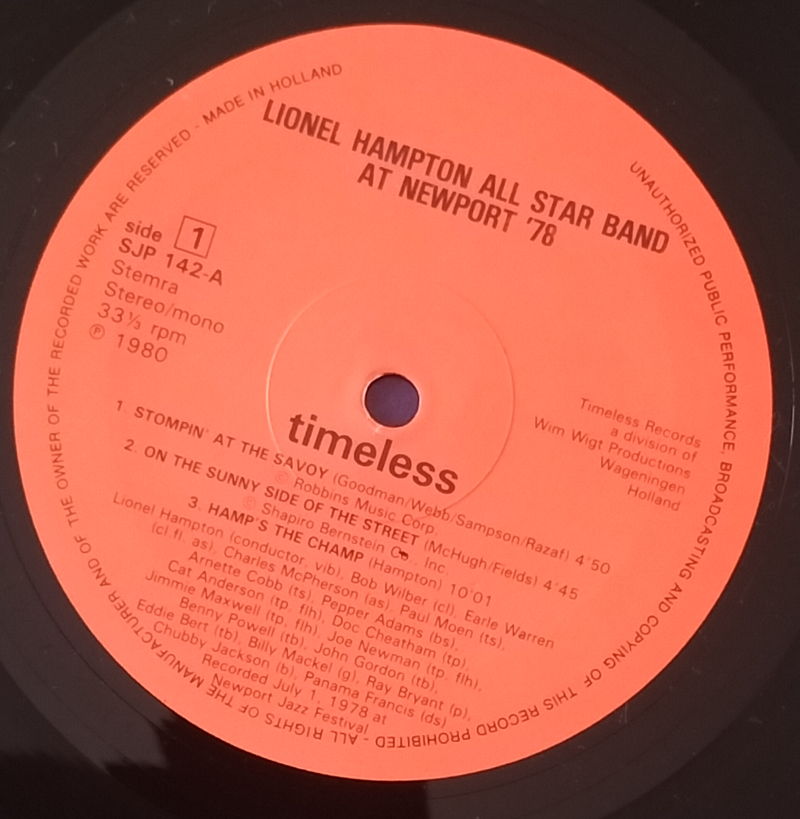 LIONEL HAMPTON ALL STAR BAND
AT NEWPORT '78
side 1
SJP 142-A
Stemra
Stereo/mono
33⅓ rpm
℗ 1980
Timeless Records
a division of
Wim Wigt Productions
Wageningen
Holland
timeless
1. STOMPIN' AT THE SAVOY (Goodman/Webb/Sampson/Razaf) 4'50
© Robbins Music Corp.
2. ON THE SUNNY SIDE OF THE STREET (McHugh/Fields) 4'45
© Shapiro Bernstein Co., Inc.
3. HAMP'S THE CHAMP (Hampton) 10'01
Lionel Hampton (conductor, vib), Bob Wilber (cl), Earle Warren
(cl. fl. as), Charles McPherson (as), Paul Moen (ts),
Arnette Cobb (ts), Pepper Adams (bs),
Cat Anderson (tp. flh), Doc Cheatham (tp),
Jimmie Maxwell (tp. flh), Joe Newman (tp. flh),
Benny Powell (tb), John Gordon (tb),
Eddie Bert (tb), Billy Mackel (g), Ray Bryant (p),
Chubby Jackson (b), Panama Francis (ds)
Recorded July 1, 1978 at
Newport Jazz Festival
UNAUTHORIZED PUBLIC PERFORMANCE, BROADCASTING AND COPYING OF THIS RECORD PROHIBITED - ALL RIGHTS OF THE MANUFACTURER AND OF THE OWNER OF THE RECORDED WORK ARE RESERVED - MADE IN HOLLAND